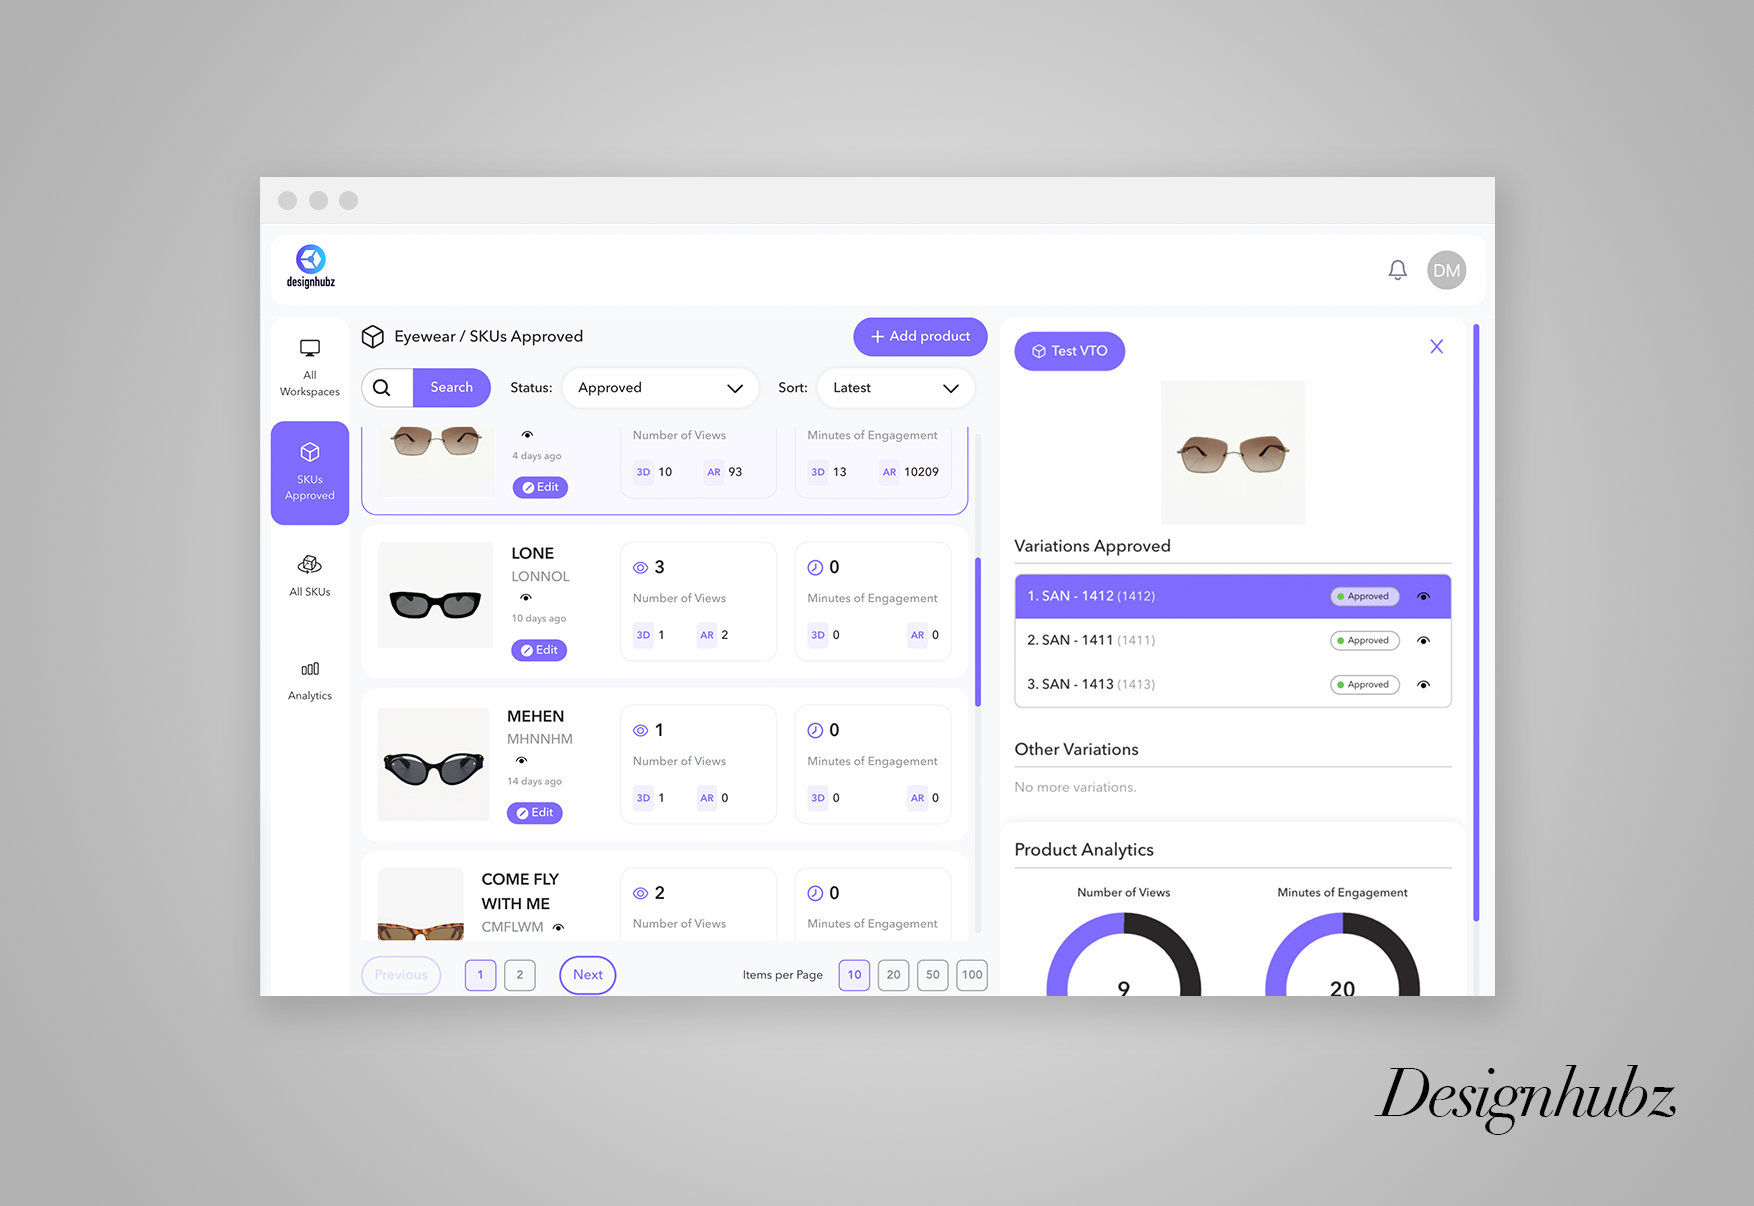 designhubz
DM
All
Workspaces
SKUs
Approved
All SKUs
Analytics
Eyewear / SKUs Approved
+ Add product
Search
Status:
Approved
Sort:
Latest
4 days ago
Edit
Number of Views
3D 10 AR 93
Minutes of Engagement
3D 13 AR 10209
LONE
LONNOL
10 days ago
Edit
3
Number of Views
3D 1 AR 2
0
Minutes of Engagement
3D 0 AR 0
MEHEN
MHNNHM
14 days ago
Edit
1
Number of Views
3D 1 AR 0
0
Minutes of Engagement
3D 0 AR 0
COME FLY
WITH ME
CMFLWM
2
Number of Views
0
Minutes of Engagement
Previous
1
2
Next
Items per Page
10
20
50
100
Test VTO
X
Variations Approved
1. SAN - 1412 (1412) Approved
2. SAN - 1411 (1411) Approved
3. SAN - 1413 (1413) Approved
Other Variations
No more variations.
Product Analytics
Number of Views
9
Minutes of Engagement
20
Designhubz